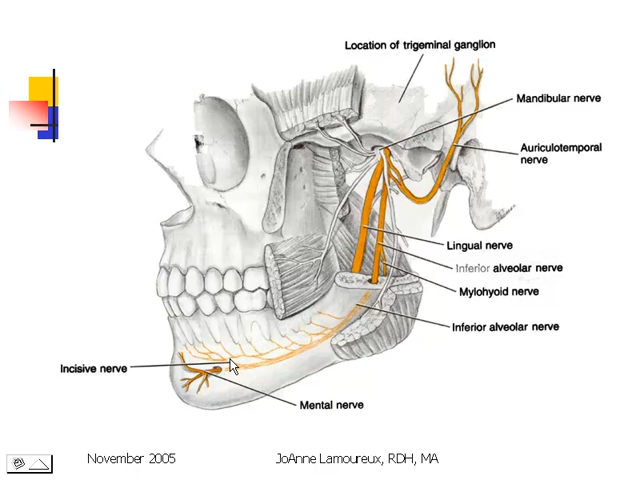 Location of trigeminal ganglion
Mandibular nerve
Auriculotemporal
nerve
Lingual nerve
Inferior alveolar nerve
Mylohyoid nerve
Inferior alveolar nerve
Incisive nerve
Mental nerve
November 2005
JoAnne Lamoureux, RDH, MA